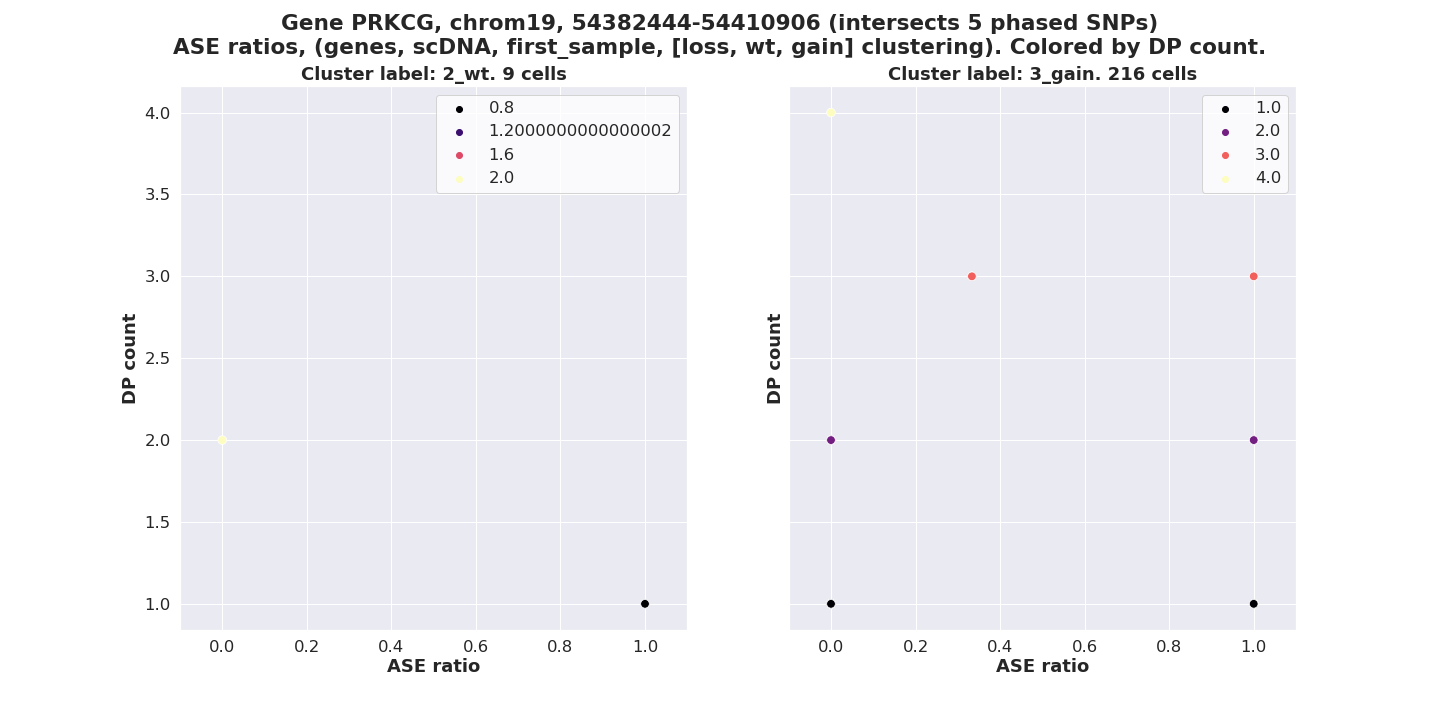 Gene PRKCG, chrom19, 54382444-54410906 (intersects 5 phased SNPs)
ASE ratios, (genes, scDNA, first_sample, [loss, wt, gain] clustering). Colored by DP count.
Cluster label: 2_wt. 9 cells
0.8
1.2000000000000002
1.6
2.0
4.0
3.5
3.0
2.5
2.0
1.5
1.0
DP count
0.0 0.2 0.4 0.6 0.8 1.0
ASE ratio
Cluster label: 3_gain. 216 cells
1.0
2.0
3.0
4.0
DP count
0.0 0.2 0.4 0.6 0.8 1.0
ASE ratio